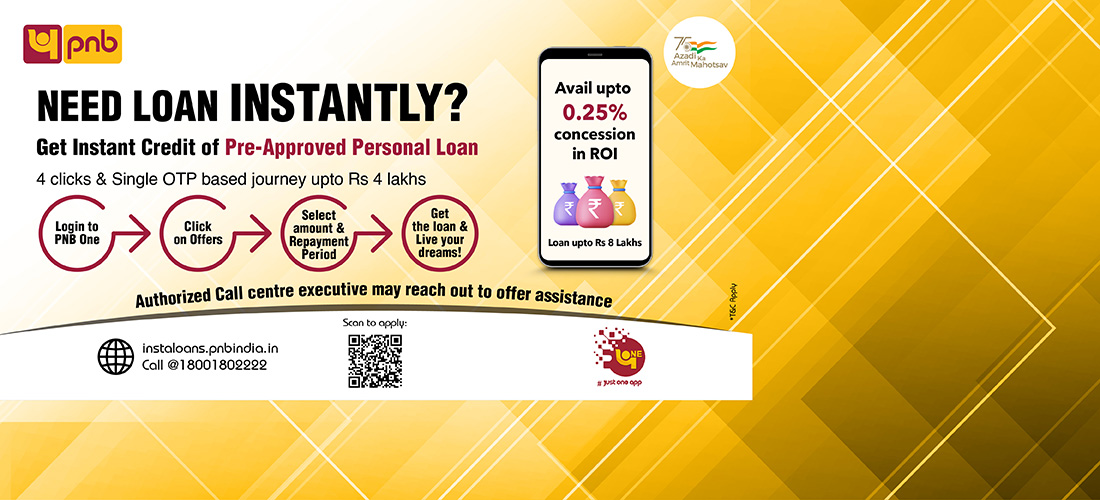 पpnb
75
Azadi Ka
Amrit Mahotsav
NEED LOAN INSTANTLY?
Get Instant Credit of Pre-Approved Personal Loan
4 clicks & Single OTP based journey upto Rs 4 lakhs
Login to
PNB One
Click
on Offers
Select
amount &
Repayment
Period
Get
the loan &
Live your
dreams!
Avail upto
0.25%
concession
in ROI
₹ ₹ ₹
Loan upto Rs 8 Lakhs
Authorized Call centre executive may reach out to offer assistance
*T&C Apply
Scan to apply:
instaloans.pnbindia.in
Call @18001802222
प ONE
# just one app